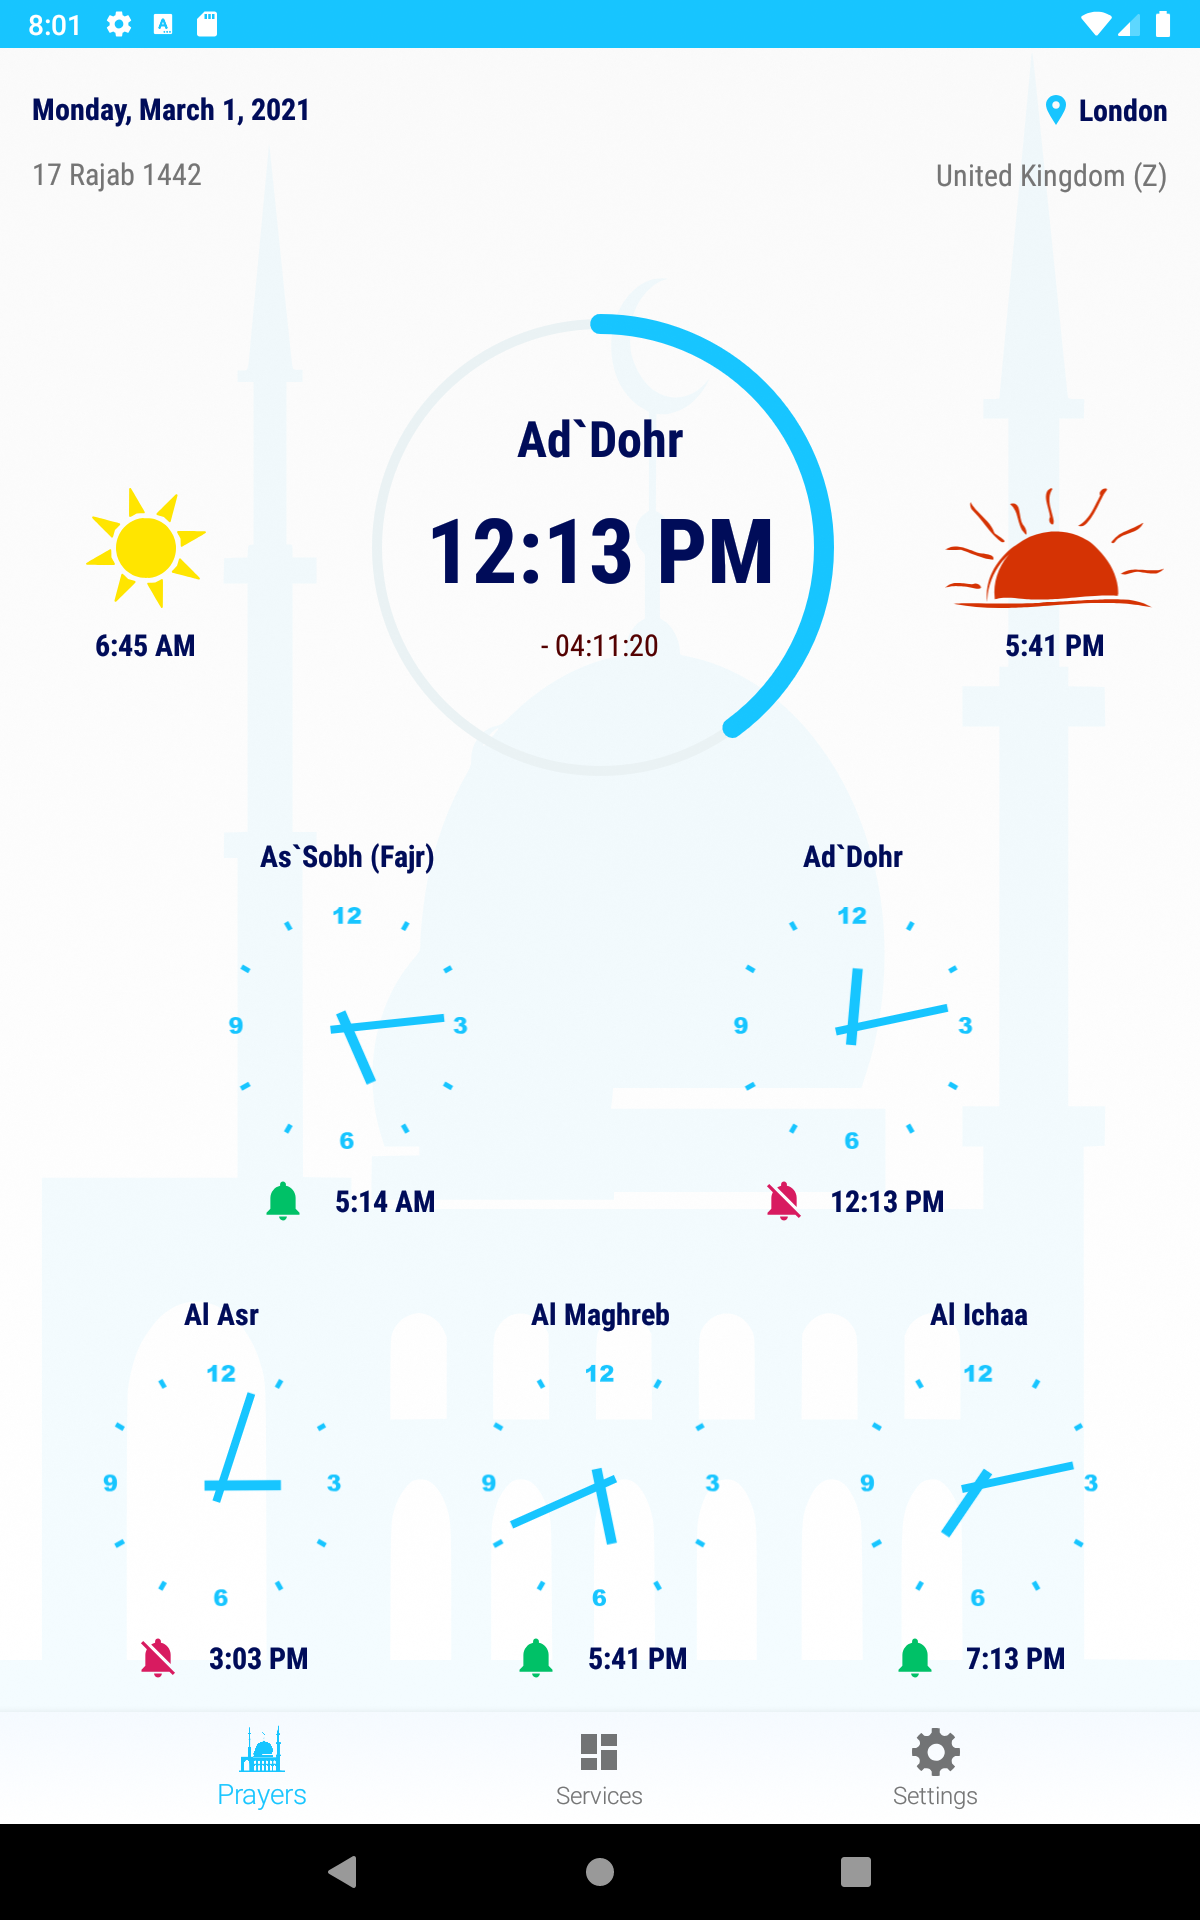 8:01
Monday, March 1, 2021
London
17 Rajab 1442
United Kingdom (Z)
Ad`Dohr
12:13 PM
- 04:11:20
6:45 AM
5:41 PM
As`Sobh (Fajr)
Ad`Dohr
12
9
3
6
12
9
3
6
5:14 AM
12:13 PM
Al Asr
Al Maghreb
Al Ichaa
12
9
3
6
12
9
3
6
12
9
3
6
3:03 PM
5:41 PM
7:13 PM
Prayers
Services
Settings